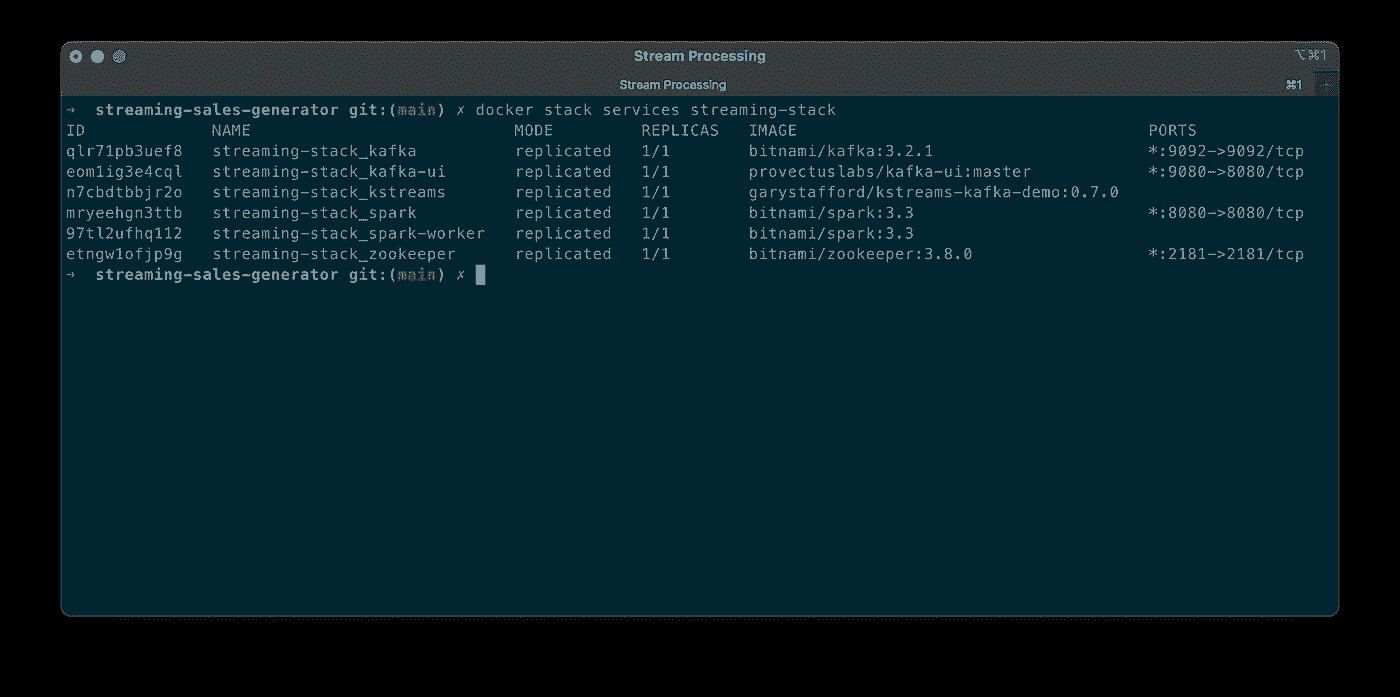 Stream Processing
⌥⌘1
Stream Processing
⌘1 +
→ streaming-sales-generator git:(main) ✗ docker stack services streaming-stack
ID NAME MODE REPLICAS IMAGE PORTS
qlr71pb3uef8 streaming-stack_kafka replicated 1/1 bitnami/kafka:3.2.1 *:9092->9092/tcp
eom1ig3e4cql streaming-stack_kafka-ui replicated 1/1 provectuslabs/kafka-ui:master *:9080->8080/tcp
n7cbdtbbjr2o streaming-stack_kstreams replicated 1/1 garystafford/kstreams-kafka-demo:0.7.0
mryeehgn3ttb streaming-stack_spark replicated 1/1 bitnami/spark:3.3 *:8080->8080/tcp
97tl2ufhq112 streaming-stack_spark-worker replicated 1/1 bitnami/spark:3.3
etngw1ofjp9g streaming-stack_zookeeper replicated 1/1 bitnami/zookeeper:3.8.0 *:2181->2181/tcp
→ streaming-sales-generator git:(main) ✗